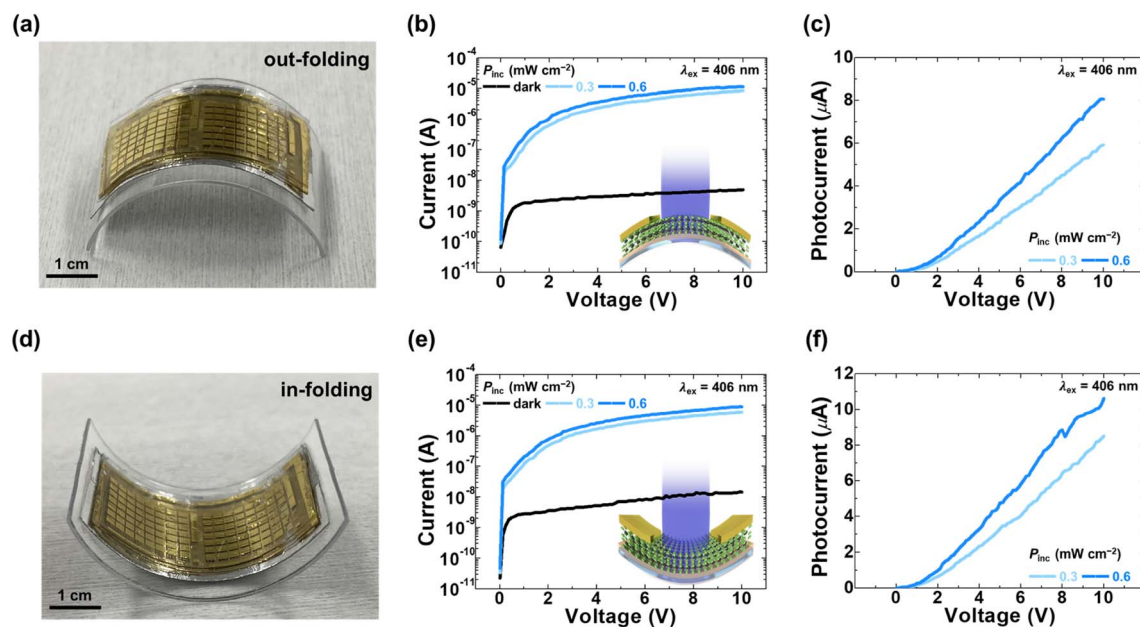 (a)
out-folding
1 cm
(b)
P_inc (mW cm⁻²)
λ_ex = 406 nm
dark 0.3 0.6
Current (A)
10⁻⁴
10⁻⁵
10⁻⁶
10⁻⁷
10⁻⁸
10⁻⁹
10⁻¹⁰
10⁻¹¹
0 2 4 6 8 10
Voltage (V)
(c)
λ_ex = 406 nm
Photocurrent (μA)
8
6
4
2
0
P_inc (mW cm⁻²)
0.3 0.6
0 2 4 6 8 10
Voltage (V)
(d)
in-folding
1 cm
(e)
P_inc (mW cm⁻²)
λ_ex = 406 nm
dark 0.3 0.6
Current (A)
10⁻⁴
10⁻⁵
10⁻⁶
10⁻⁷
10⁻⁸
10⁻⁹
10⁻¹⁰
10⁻¹¹
0 2 4 6 8 10
Voltage (V)
(f)
λ_ex = 406 nm
Photocurrent (μA)
12
10
8
6
4
2
0
P_inc (mW cm⁻²)
0.3 0.6
0 2 4 6 8 10
Voltage (V)